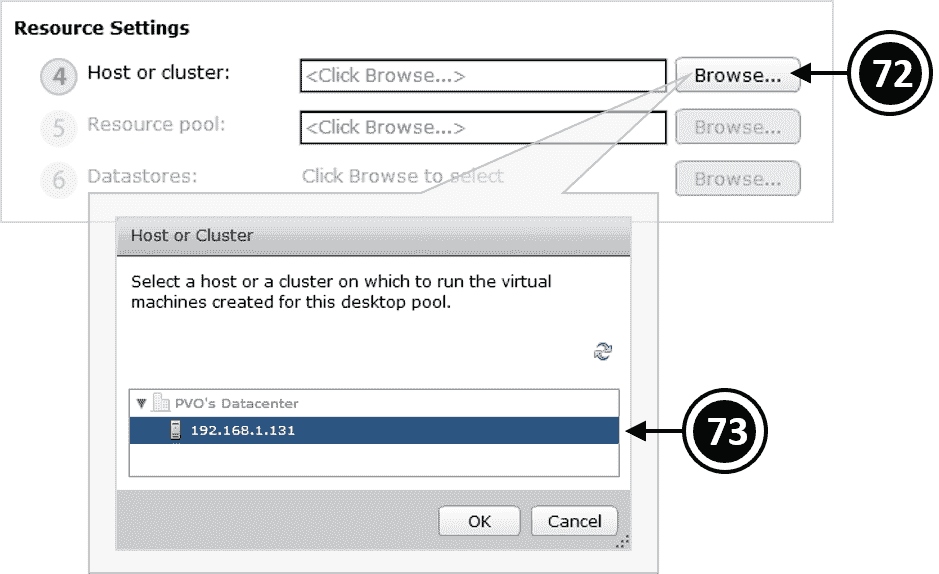 Resource Settings
4 Host or cluster: <Click Browse...> Browse... 72
5 Resource pool: <Click Browse...> Browse...
6 Datastores: Click Browse to select Browse...
Host or Cluster
Select a host or a cluster on which to run the virtual
machines created for this desktop pool.
PVO's Datacenter
192.168.1.131 73
OK Cancel